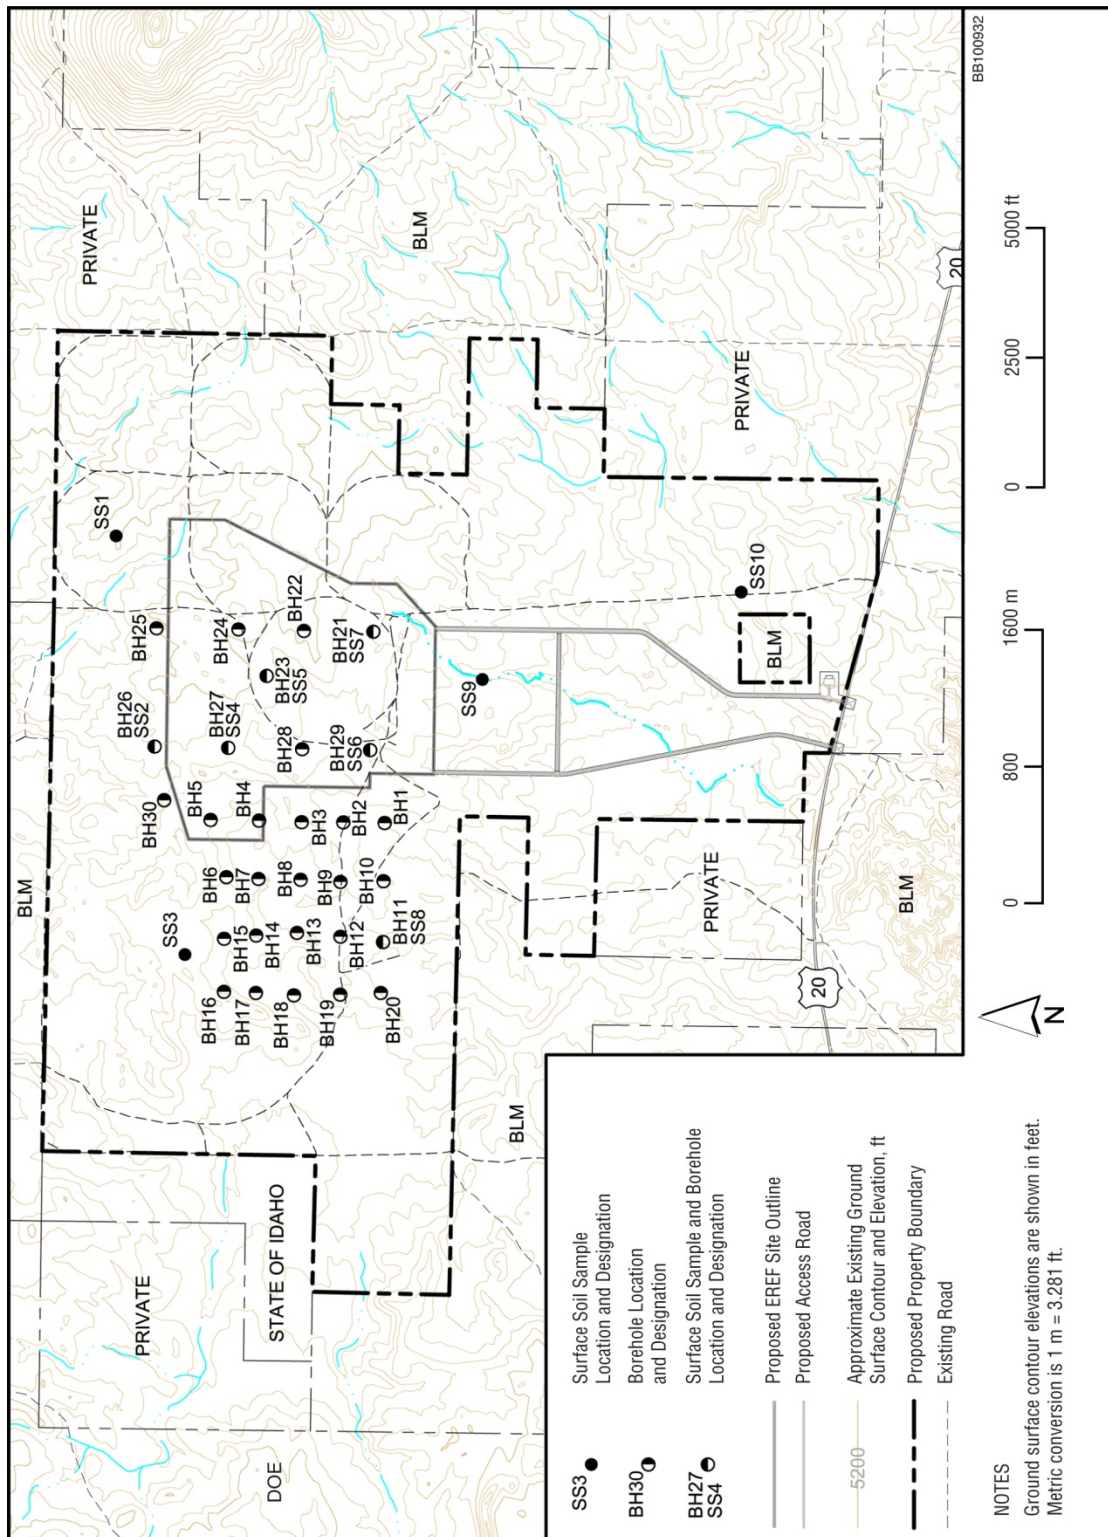 PRIVATE
STATE OF IDAHO
DOE
BLM
PRIVATE
BLM
SS1
BH25
BH26
SS2
BH24
BH27
SS4
BH23
SS5
BH22
BH28
BH21
SS7
BH29
SS6
BH30
BH5
BH4
BH3
BH2
BH1
BH6
BH7
BH8
BH9
BH10
SS3
BH15
BH14
BH13
BH12
BH11
SS8
BH16
BH17
BH18
BH19
BH20
SS9
SS10
BLM
PRIVATE
PRIVATE
BLM
BLM
20
20
N
0 800 1600 m
0 2500 5000 ft
BB100932
SS3
Surface Soil Sample
Location and Designation
BH30
Borehole Location
and Designation
BH27
SS4
Surface Soil Sample and Borehole
Location and Designation
Proposed EREF Site Outline
Proposed Access Road
5200
Approximate Existing Ground
Surface Contour and Elevation, ft
Proposed Property Boundary
Existing Road
NOTES
Ground surface contour elevations are shown in feet.
Metric conversion is 1 m = 3.281 ft.